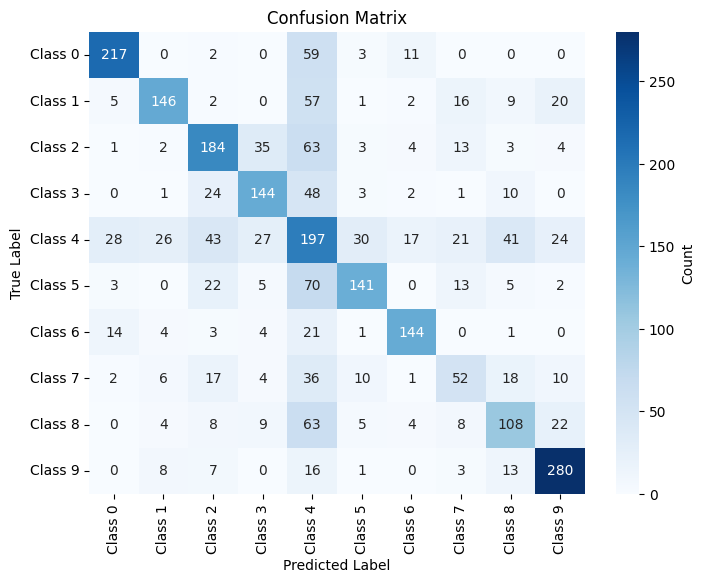 Confusion Matrix
Class 0 217 0 2 0 59 3 11 0 0 0
Class 1 5 146 2 0 57 1 2 16 9 20
Class 2 1 2 184 35 63 3 4 13 3 4
Class 3 0 1 24 144 48 3 2 1 10 0
Class 4 28 26 43 27 197 30 17 21 41 24
Class 5 3 0 22 5 70 141 0 13 5 2
Class 6 14 4 3 4 21 1 144 0 1 0
Class 7 2 6 17 4 36 10 1 52 18 10
Class 8 0 4 8 9 63 5 4 8 108 22
Class 9 0 8 7 0 16 1 0 3 13 280
True Label
Class 0 Class 1 Class 2 Class 3 Class 4 Class 5 Class 6 Class 7 Class 8 Class 9
Predicted Label
250
200
150
100
50
0
Count